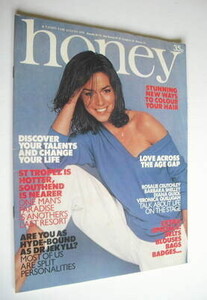 honey
35p
STUNNING
NEW WAYS
TO COLOUR
YOUR HAIR
DISCOVER
YOUR TALENTS
AND CHANGE
YOUR LIFE
LOVE ACROSS
THE AGE GAP
ST TROPEZ IS
HOTTER,
SOUTHEND IS
NEARER
ONE MAN'S
PARADISE
IS ANOTHER'S
LAST RESORT
ROSALIE CRUTCHLEY
BARBARA SHELLEY
DIANA QUICK
VERONICA QUILLIGAN
TALK ABOUT LIFE
ON THE STAGE
ARE YOU AS
HYDE-BOUND
AS DR JEKYLL?
MOST OF US
ARE SPLIT
PERSONALITIES
BELTS
BLOUSES
BAGS
BADGES...